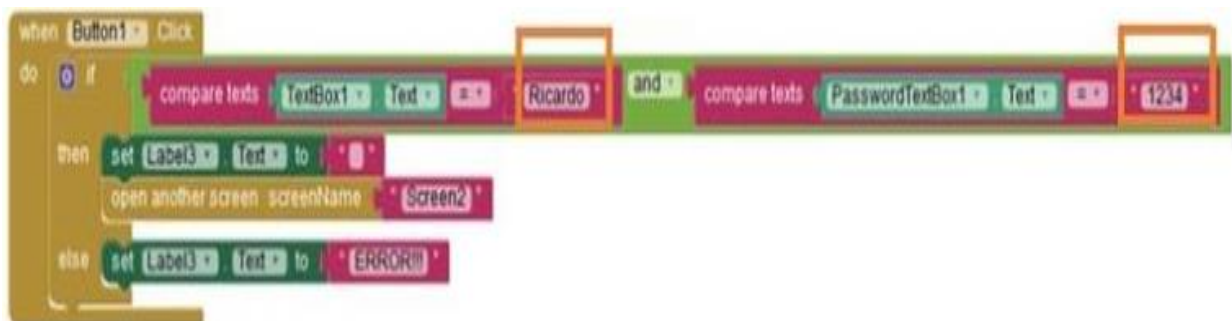 when Button1 Click
do if compare texts TextBox1 . Text = " Ricardo " and compare texts PasswordTextBox1 . Text = " 1234 "
then set Label3 . Text to " "
open another screen screenName " Screen2 "
else set Label3 . Text to " ERROR!!! "